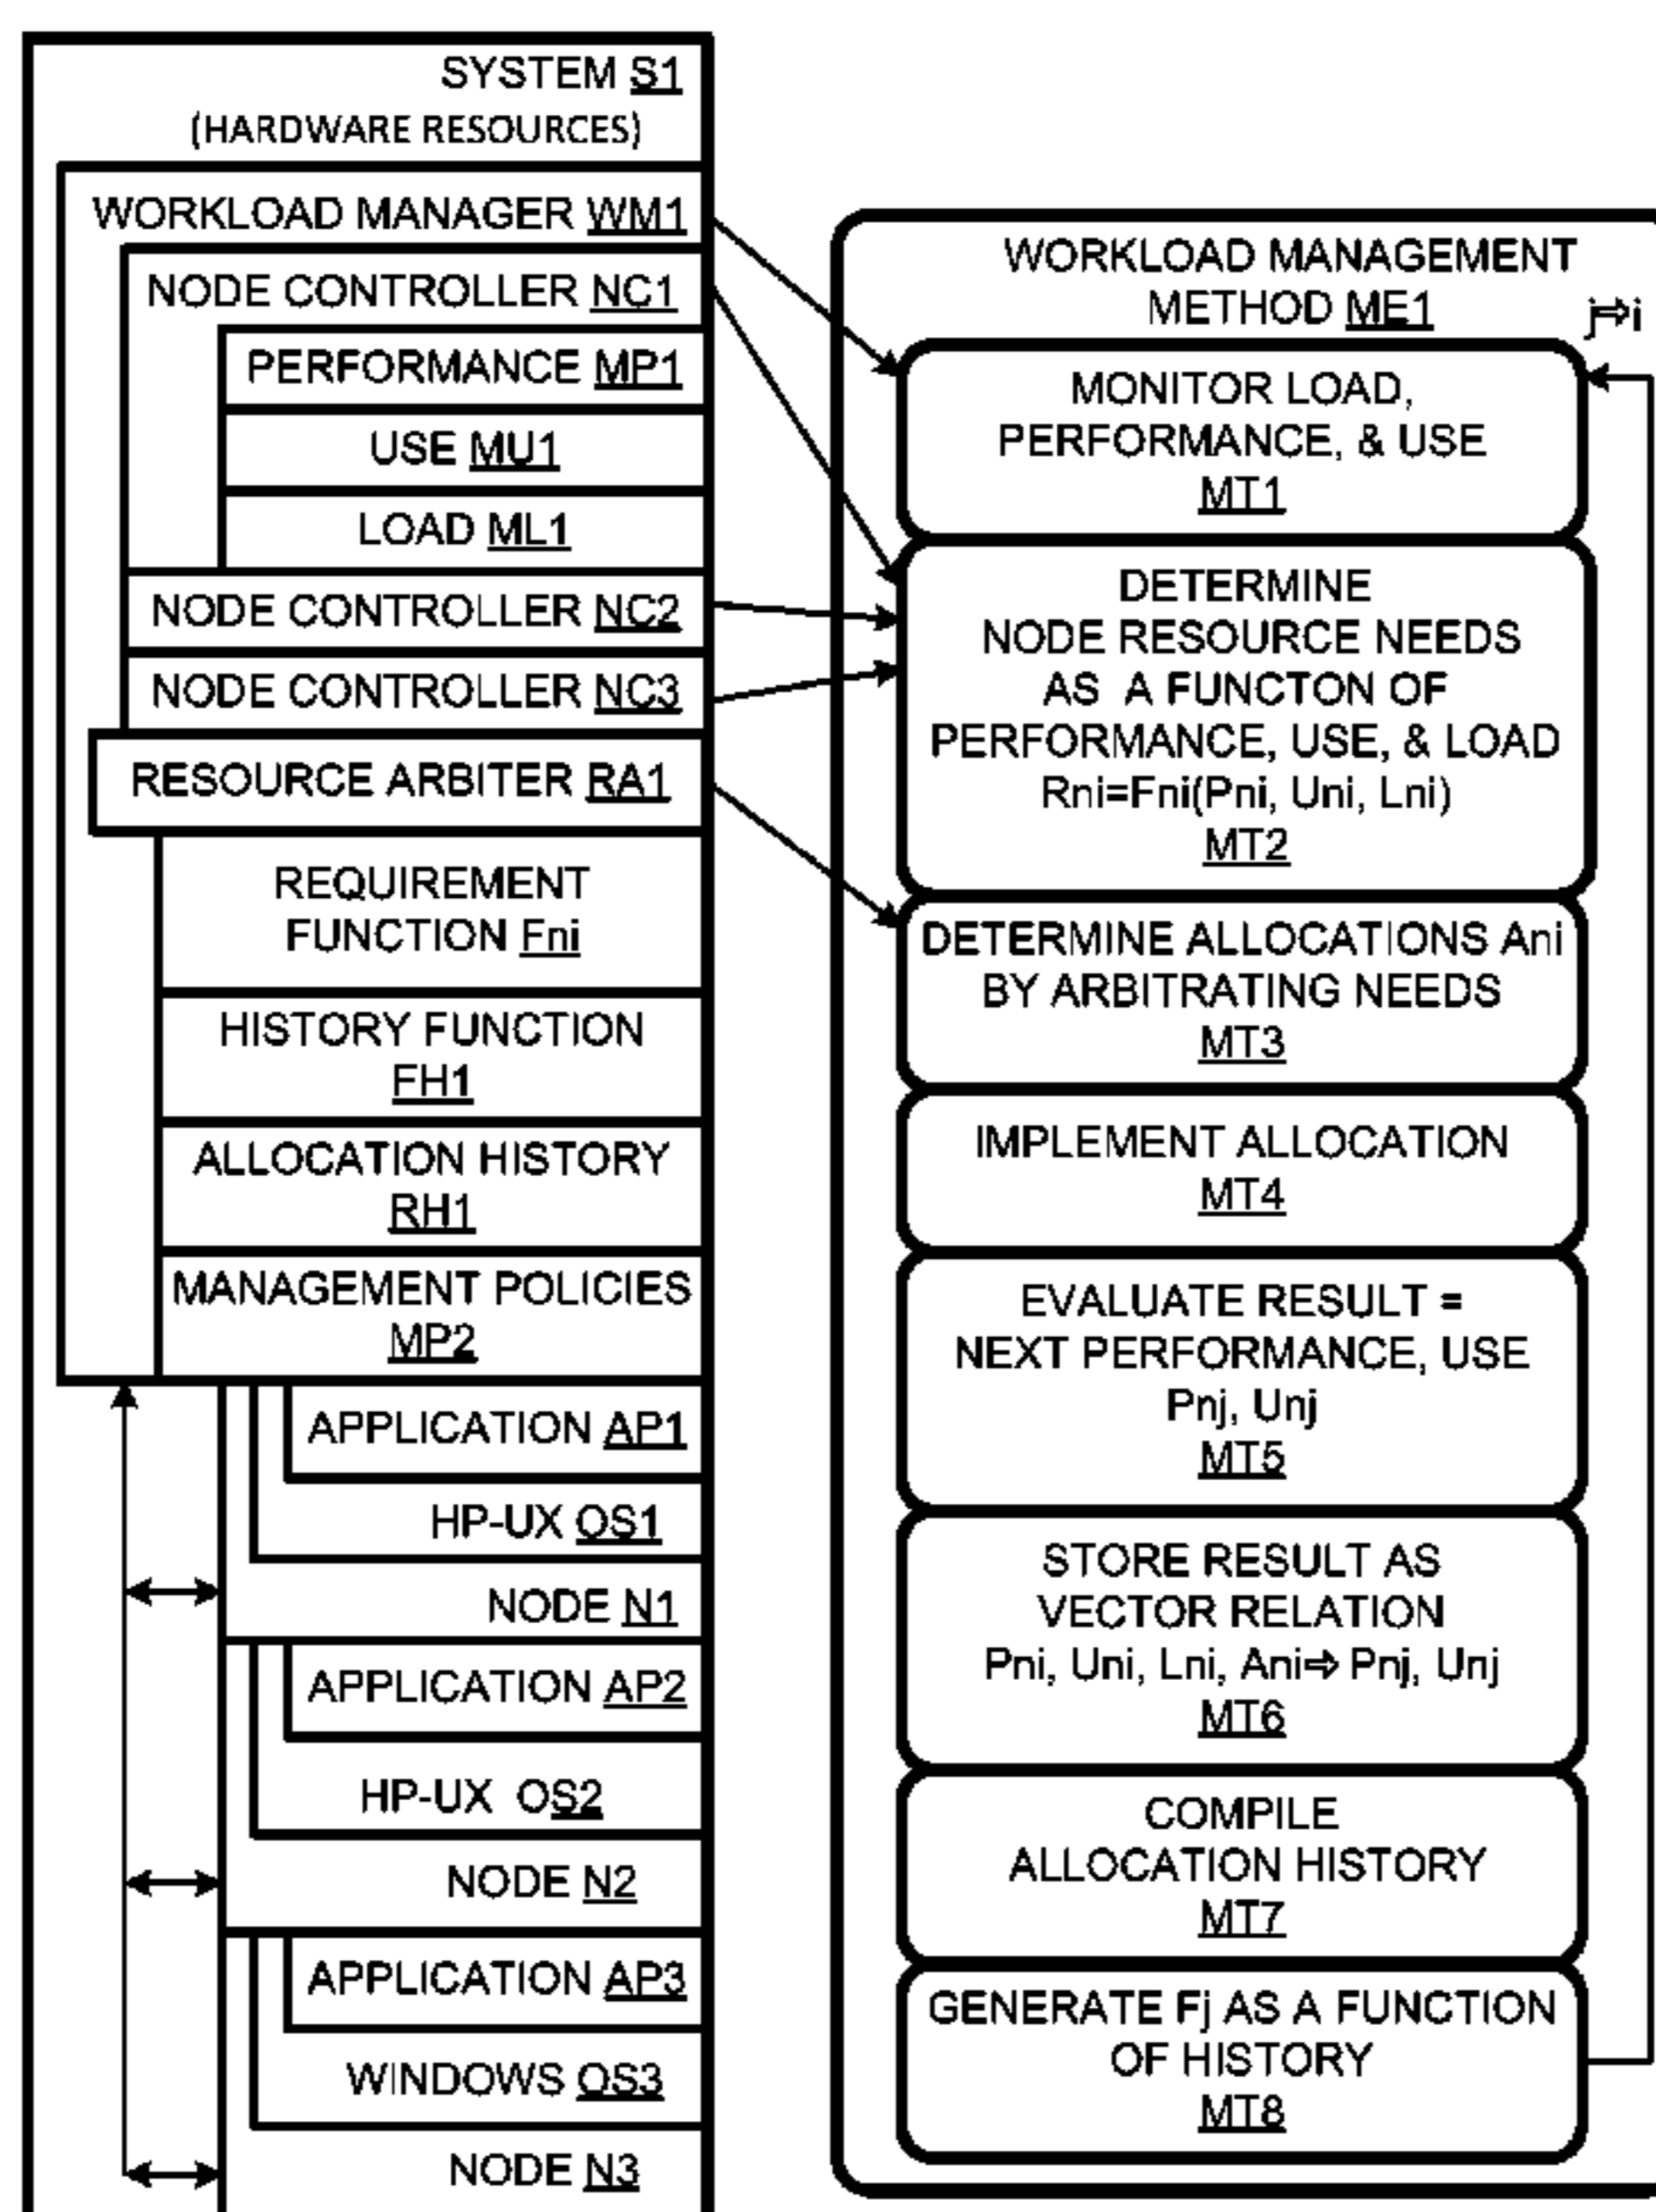 SYSTEM S1
(HARDWARE RESOURCES)
WORKLOAD MANAGER WM1
NODE CONTROLLER NC1
PERFORMANCE MP1
USE MU1
LOAD ML1
NODE CONTROLLER NC2
NODE CONTROLLER NC3
RESOURCE ARBITER RA1
REQUIREMENT
FUNCTION Fni
HISTORY FUNCTION
FH1
ALLOCATION HISTORY
RH1
MANAGEMENT POLICIES
MP2
APPLICATION AP1
HP-UX OS1
NODE N1
APPLICATION AP2
HP-UX OS2
NODE N2
APPLICATION AP3
WINDOWS OS3
NODE N3
WORKLOAD MANAGEMENT
METHOD ME1
j⇒i
MONITOR LOAD,
PERFORMANCE, & USE
MT1
DETERMINE
NODE RESOURCE NEEDS
AS A FUNCTON OF
PERFORMANCE, USE, & LOAD
Rni=Fni(Pni, Uni, Lni)
MT2
DETERMINE ALLOCATIONS Ani
BY ARBITRATING NEEDS
MT3
IMPLEMENT ALLOCATION
MT4
EVALUATE RESULT =
NEXT PERFORMANCE, USE
Pnj, Unj
MT5
STORE RESULT AS
VECTOR RELATION
Pni, Uni, Lni, Ani⇒ Pnj, Unj
MT6
COMPILE
ALLOCATION HISTORY
MT7
GENERATE Fj AS A FUNCTION
OF HISTORY
MT8